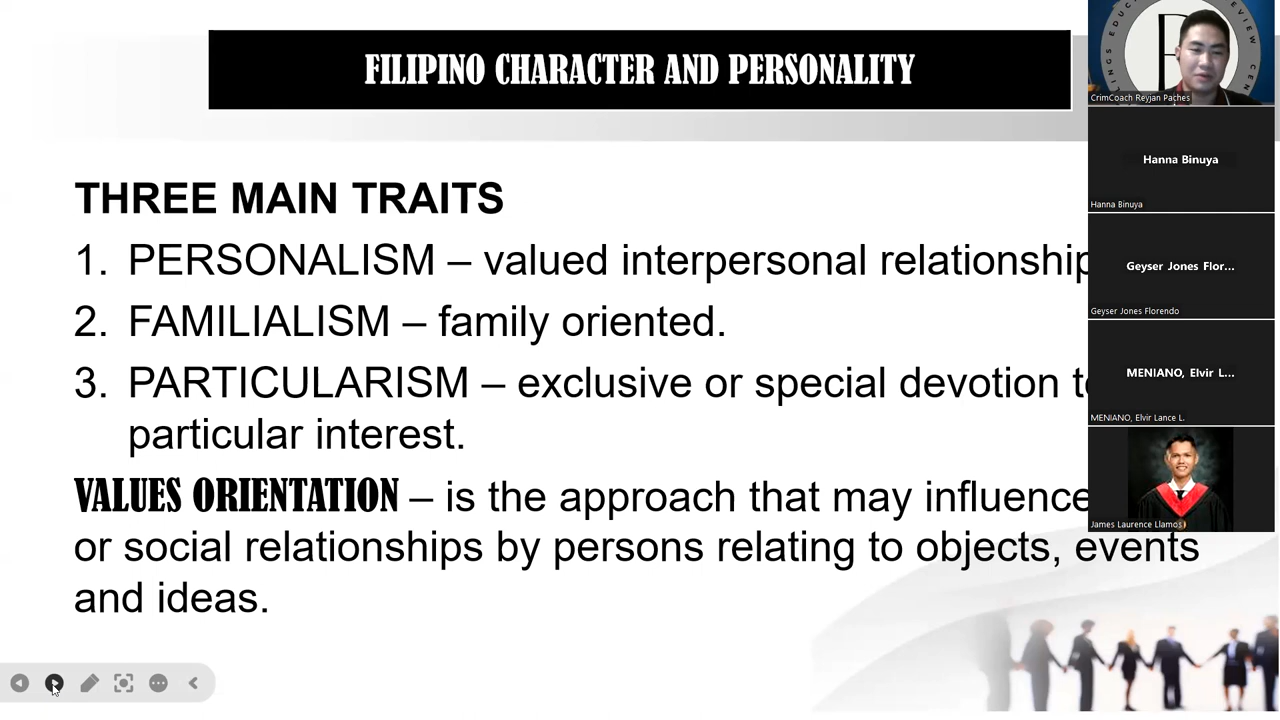 FILIPINO CHARACTER AND PERSONALITY
THREE MAIN TRAITS
1. PERSONALISM – valued interpersonal relationship
2. FAMILIALISM – family oriented.
3. PARTICULARISM – exclusive or special devotion
particular interest.
VALUES ORIENTATION – is the approach that may influence
or social relationships by persons relating to objects, events
and ideas.
CrimCoach Reyjan Paches
Hanna Binuya
Hanna Binuya
Geyser Jones Flor...
Geyser Jones Florendo
MENIANO, Elvir L...
MENIANO, Elvir Lance L.
James Laurence Llamos